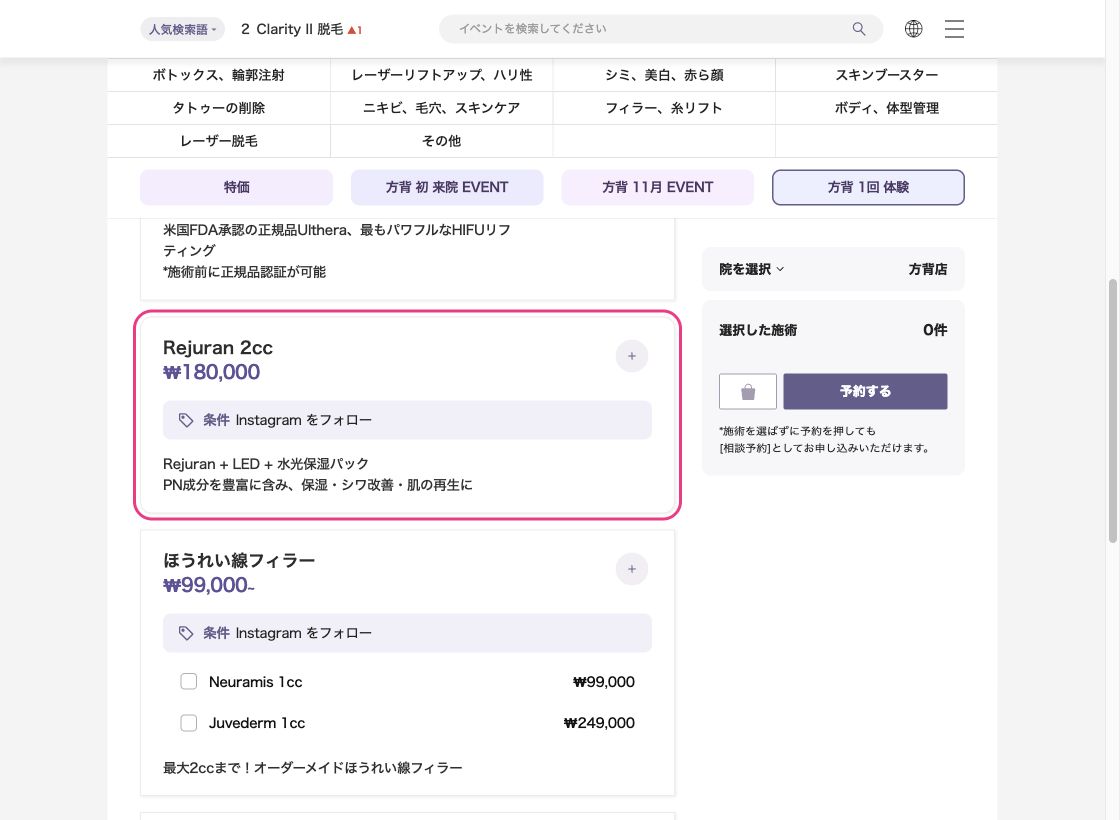 人気検索語
2 Clarity II 脱毛 ▲1
イベントを検索してください
ボトックス、輪郭注射
レーザーリフトアップ、ハリ性
シミ、美白、赤ら顔
スキンブースター
タトゥーの削除
ニキビ、毛穴、スキンケア
フィラー、糸リフト
ボディ、体型管理
レーザー脱毛
その他
特価
方背 初 来院 EVENT
方背 11月 EVENT
方背 1回 体験
米国FDA承認の正規品Ulthera、最もパワフルなHIFUリフ
ティング
*施術前に正規品認証が可能
Rejuran 2cc
₩180,000
+
条件 Instagram をフォロー
Rejuran + LED + 水光保湿パック
PN成分を豊富に含み、保湿・シワ改善・肌の再生に
ほうれい線フィラー
₩99,000~
+
条件 Instagram をフォロー
Neuramis 1cc ₩99,000
Juvederm 1cc ₩249,000
最大2ccまで！オーダーメイドほうれい線フィラー
院を選択 方背店
選択した施術 0件
予約する
*施術を選ばずに予約を押しても
[相談予約]としてお申し込みいただけます。